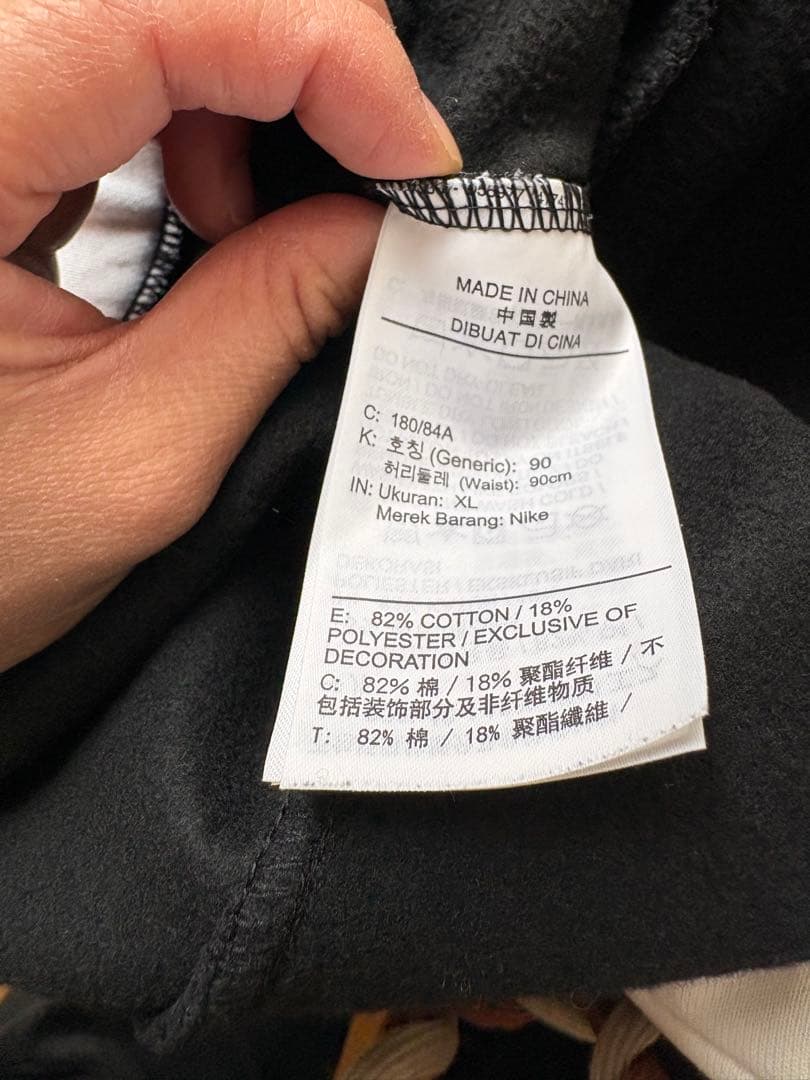 MADE IN CHINA
中国製
DIBUAT DI CINA
C: 180/84A
K: 호칭 (Generic): 90
허리둘레 (Waist): 90cm
IN: Ukuran: XL
Merek Barang: Nike
E: 82% COTTON / 18%
POLYESTER / EXCLUSIVE OF
DECORATION
C: 82% 棉 / 18% 聚酯纤维 / 不
包括装饰部分及非纤维物质
T: 82% 棉 / 18% 聚酯纖維 /